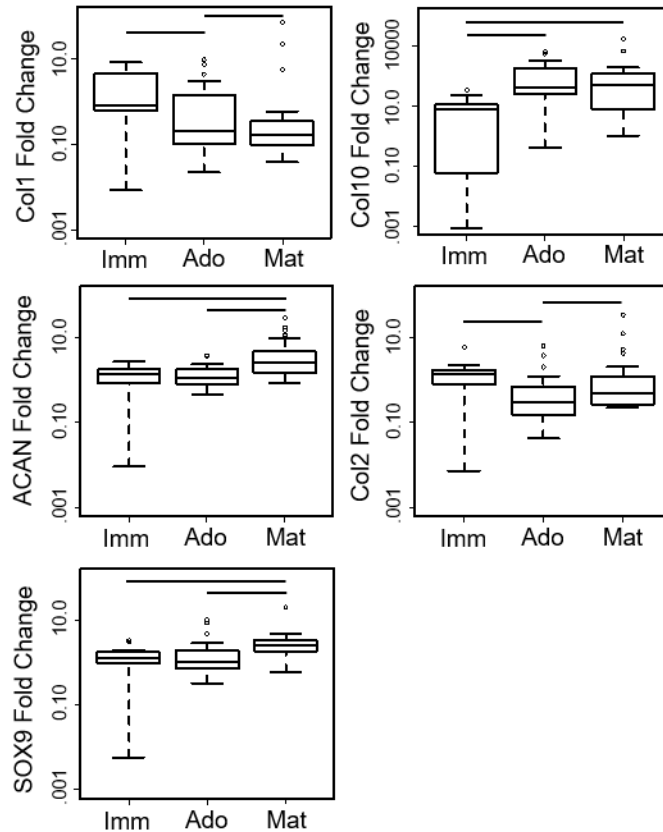 Col1 Fold Change
10.0
0.10
.001
Imm Ado Mat
Col10 Fold Change
10000
10.0
0.10
.001
Imm Ado Mat
ACAN Fold Change
10.0
0.10
.001
Imm Ado Mat
Col2 Fold Change
10.0
0.10
.001
Imm Ado Mat
SOX9 Fold Change
10.0
0.10
.001
Imm Ado Mat